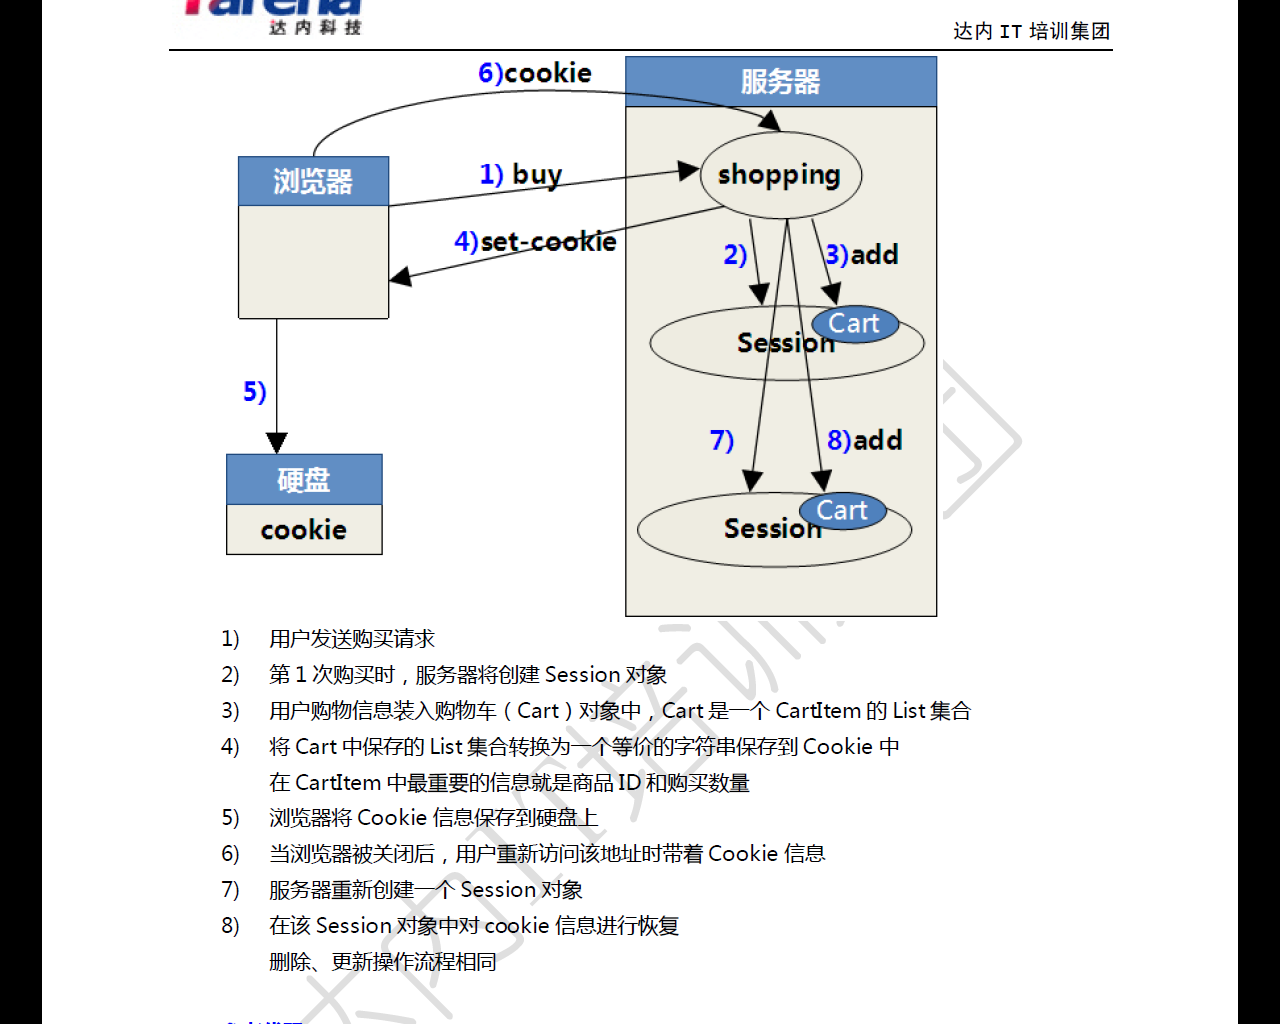 达内科技
达内 IT 培训集团
6)cookie
服务器
浏览器
1) buy
shopping
4)set-cookie
2)
3)add
Cart
Session
5)
7)
8)add
硬盘
cookie
Cart
Session
1) 用户发送购买请求
2) 第 1 次购买时，服务器将创建 Session 对象
3) 用户购物信息装入购物车（Cart）对象中，Cart 是一个 CartItem 的 List 集合
4) 将 Cart 中保存的 List 集合转换为一个等价的字符串保存到 Cookie 中
在 CartItem 中最重要的信息就是商品 ID 和购买数量
5) 浏览器将 Cookie 信息保存到硬盘上
6) 当浏览器被关闭后，用户重新访问该地址时带着 Cookie 信息
7) 服务器重新创建一个 Session 对象
8) 在该 Session 对象中对 cookie 信息进行恢复
删除、更新操作流程相同